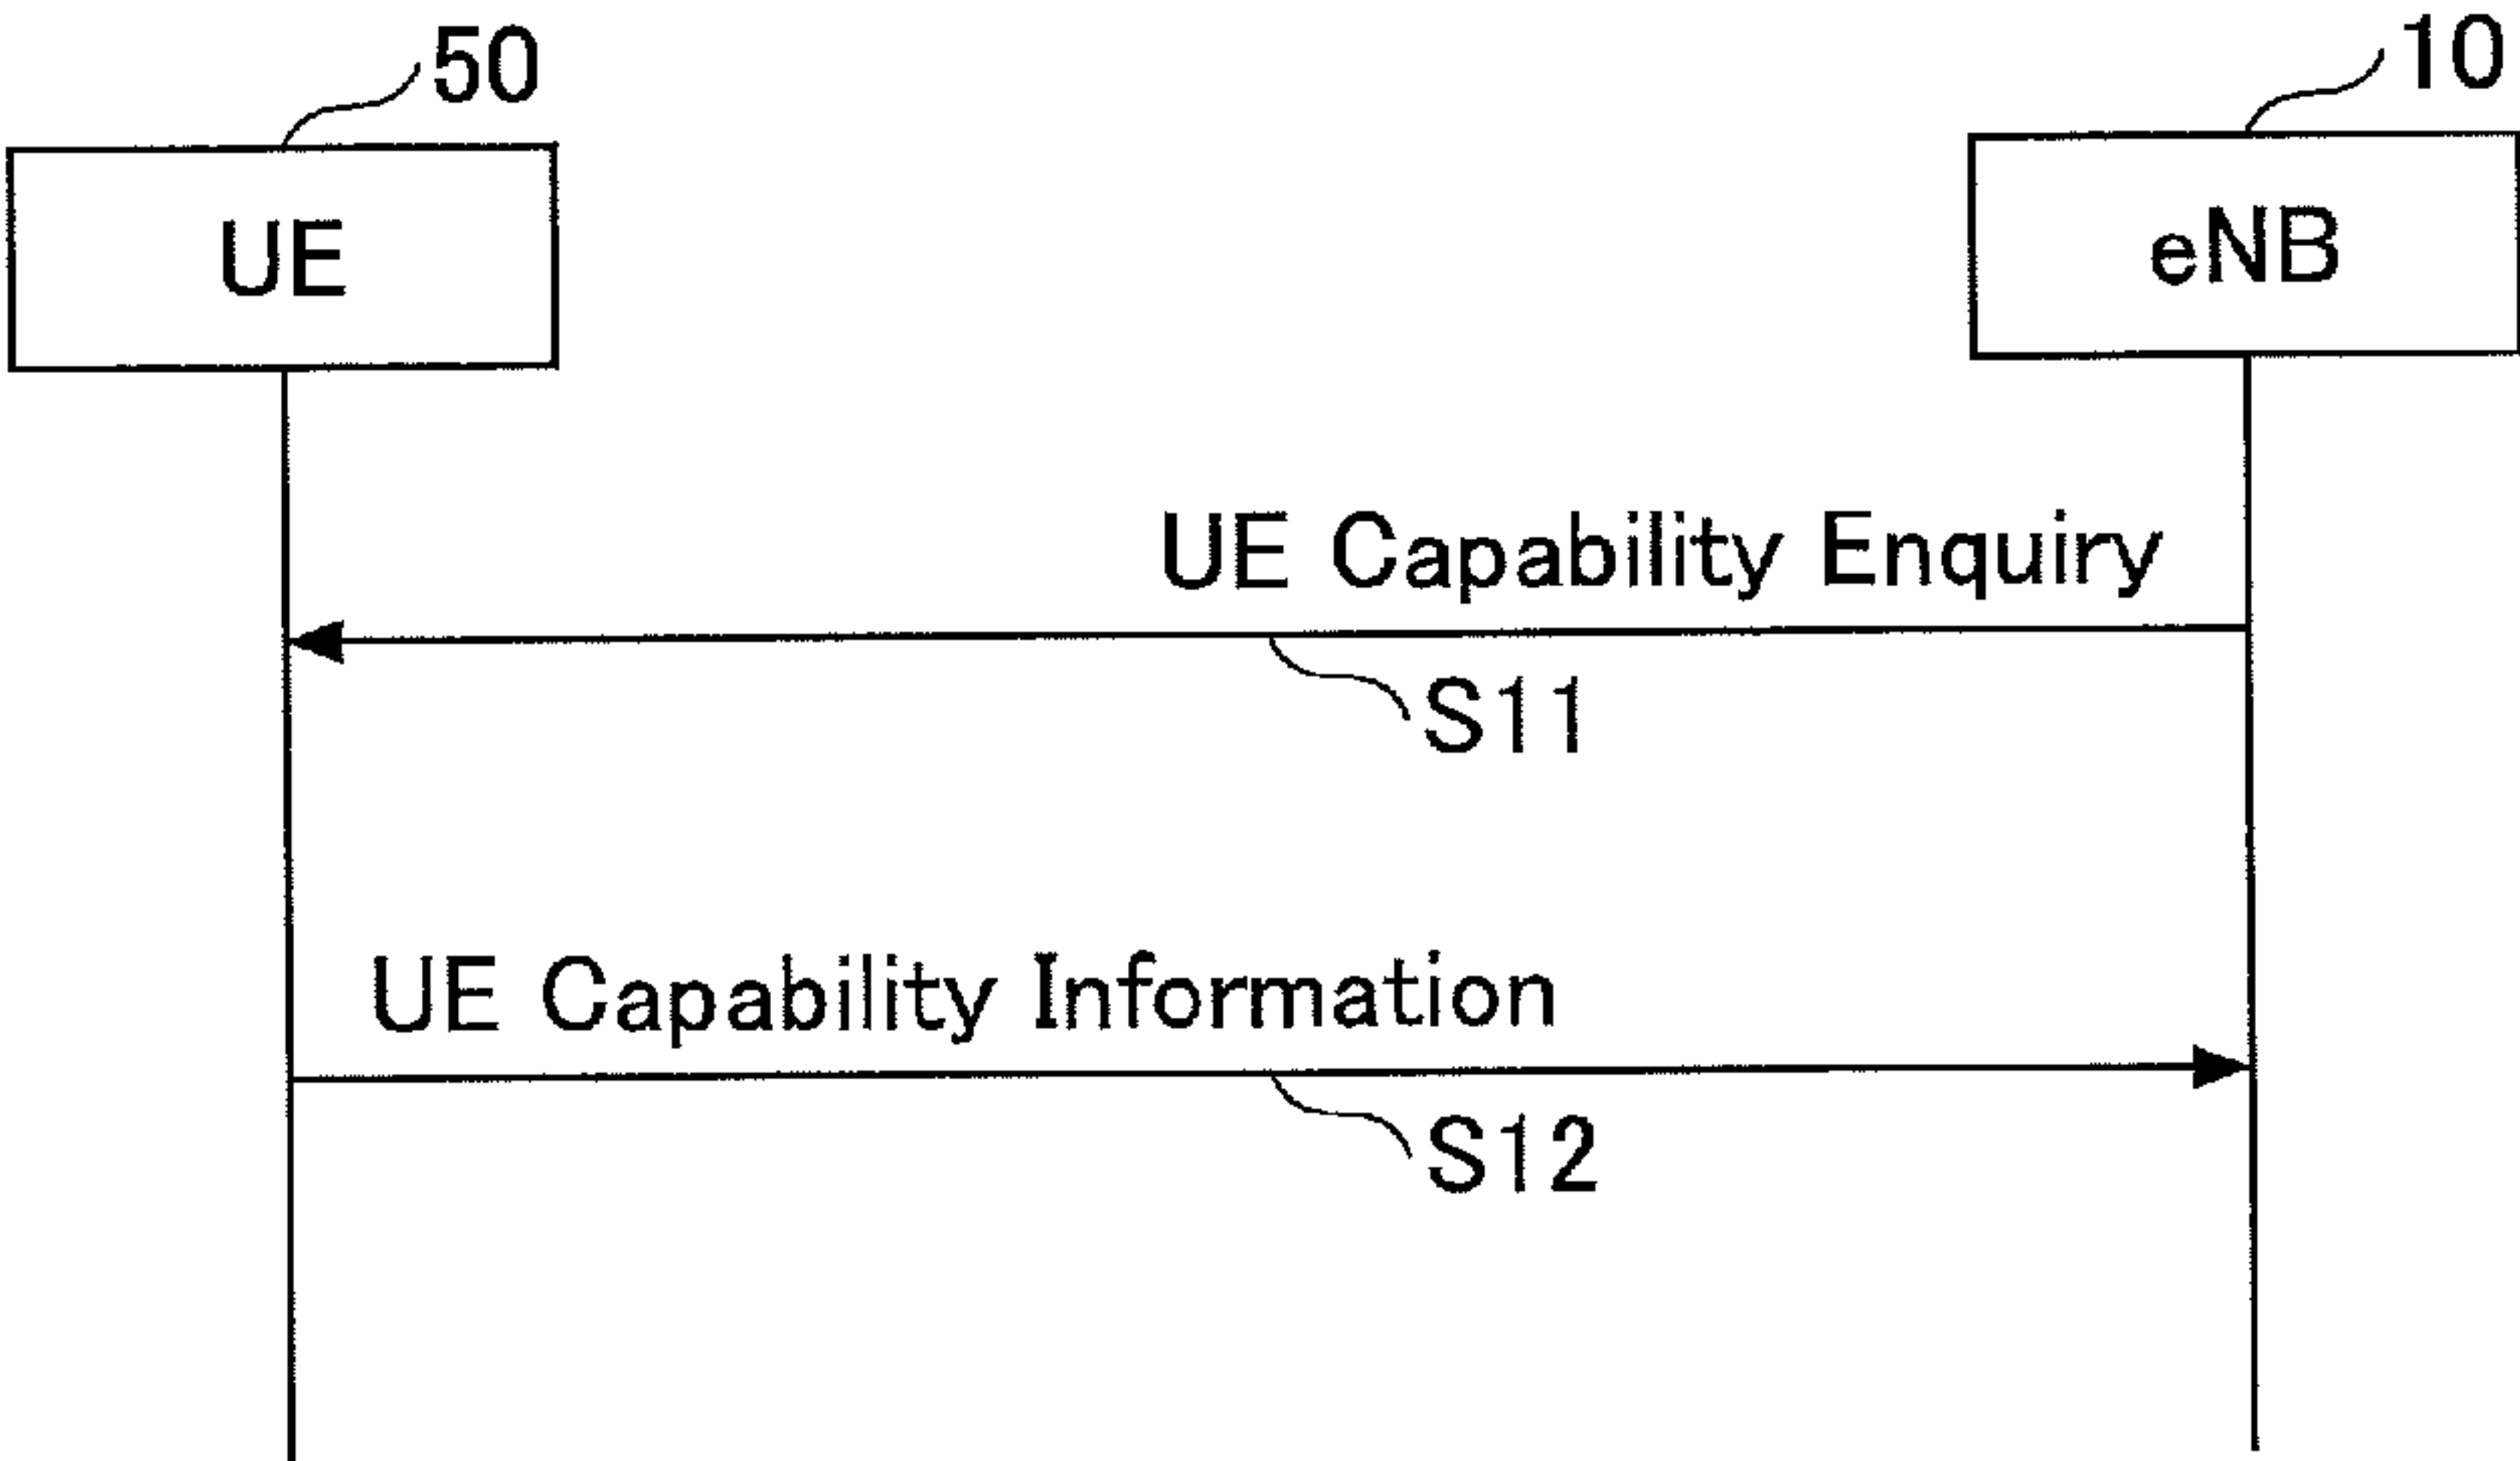 50
10
UE
eNB
UE Capability Enquiry
S11
UE Capability Information
S12